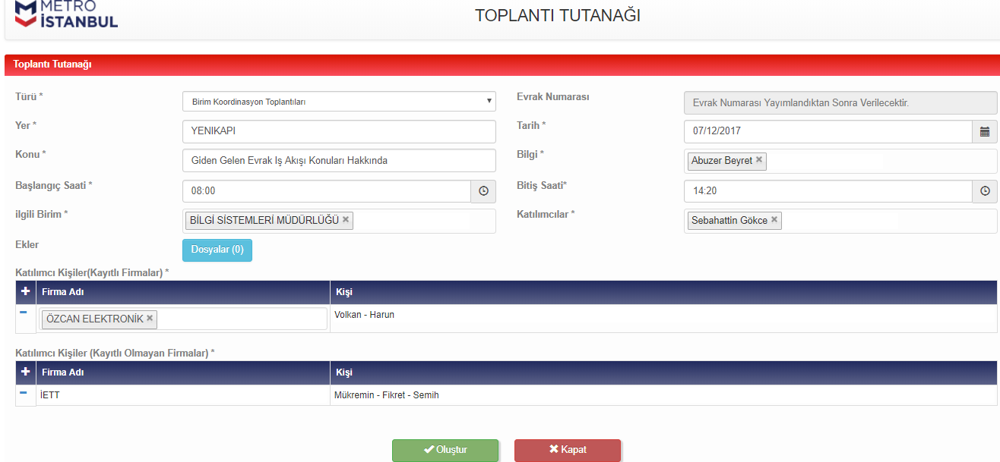 METRO
İSTANBUL
TOPLANTI TUTANAĞI
Toplantı Tutanağı
Türü *
Birim Koordinasyon Toplantıları
Evrak Numarası
Evrak Numarası Yayımlandıktan Sonra Verilecektir.
Yer *
YENIKAPI
Tarih *
07/12/2017
Konu *
Giden Gelen Evrak Iş Akışı Konuları Hakkında
Bilgi *
Abuzer Beyret ×
Başlangıç Saati *
08:00
Bitiş Saati*
14:20
ilgili Birim *
BİLGİ SİSTEMLERİ MÜDÜRLÜĞÜ ×
Katılımcılar *
Sebahattin Gökce ×
Ekler
Dosyalar (0)
Katılımcı Kişiler(Kayıtlı Firmalar) *
+ Firma Adı Kişi
- ÖZCAN ELEKTRONİK × Volkan - Harun
Katılımcı Kişiler (Kayıtlı Olmayan Firmalar) *
+ Firma Adı Kişi
- İETT Mükremin - Fikret - Semih
Oluştur
Kapat